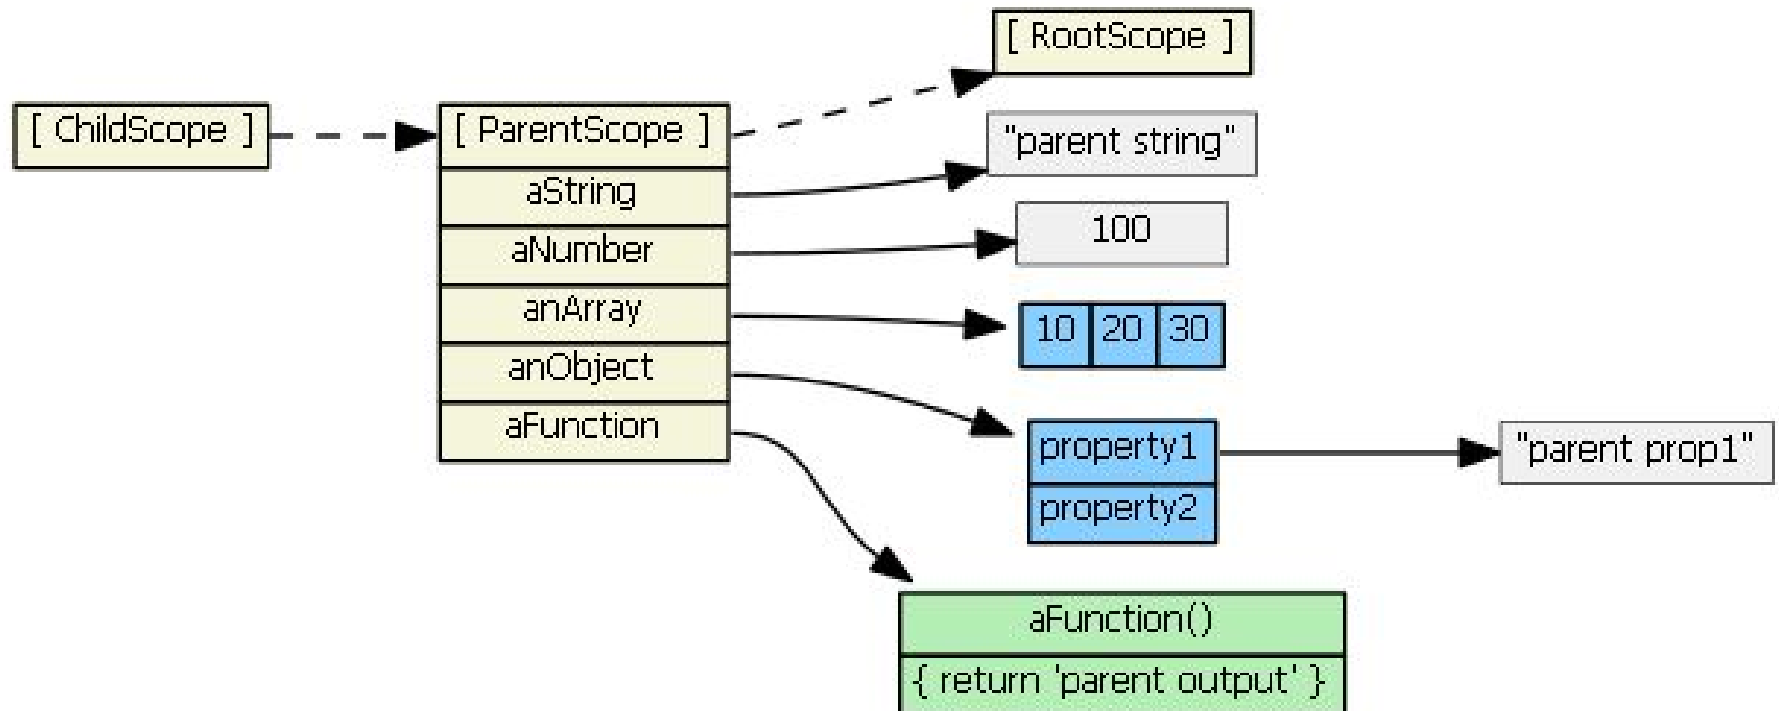 [ RootScope ]
[ ChildScope ]
[ ParentScope ]
"parent string"
aString
100
aNumber
anArray
10 20 30
anObject
aFunction
property1
"parent prop1"
property2
aFunction()
{ return 'parent output' }